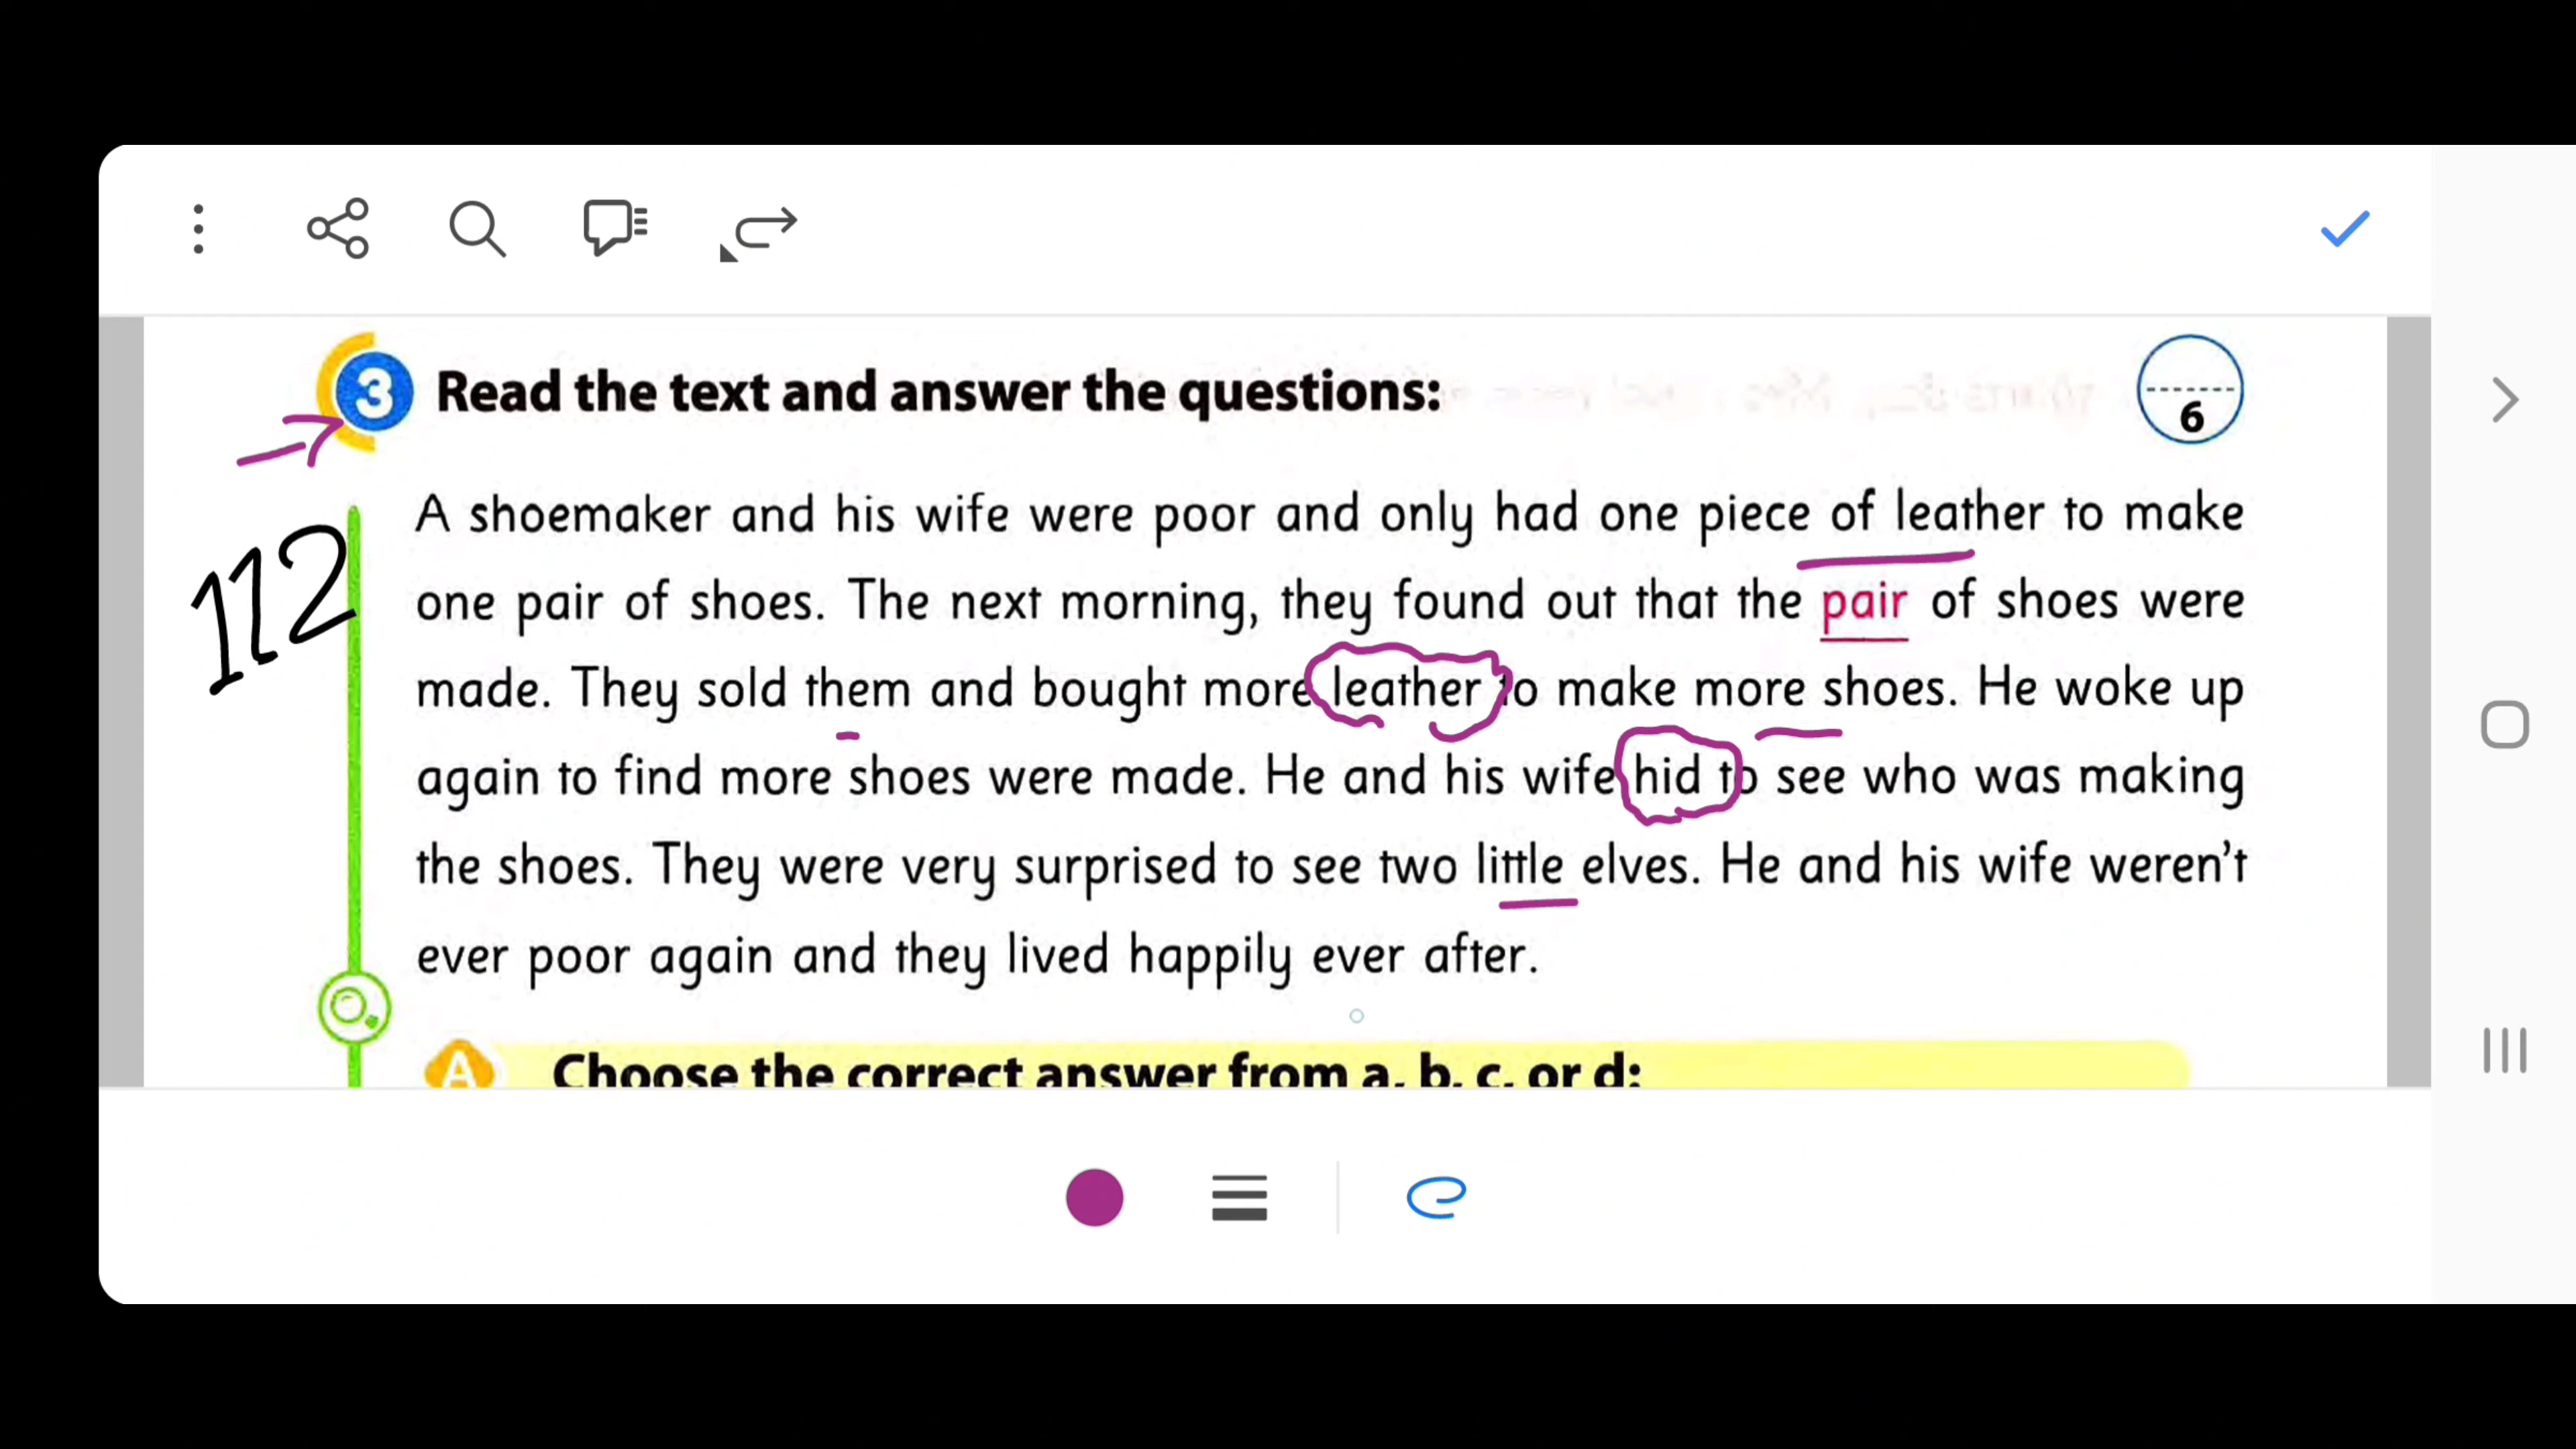 3 Read the text and answer the questions:
6
112
A shoemaker and his wife were poor and only had one piece of leather to make
one pair of shoes. The next morning, they found out that the pair of shoes were
made. They sold them and bought more leather to make more shoes. He woke up
again to find more shoes were made. He and his wife hid to see who was making
the shoes. They were very surprised to see two little elves. He and his wife weren't
ever poor again and they lived happily ever after.
A Choose the correct answer from a, b, c, or d: